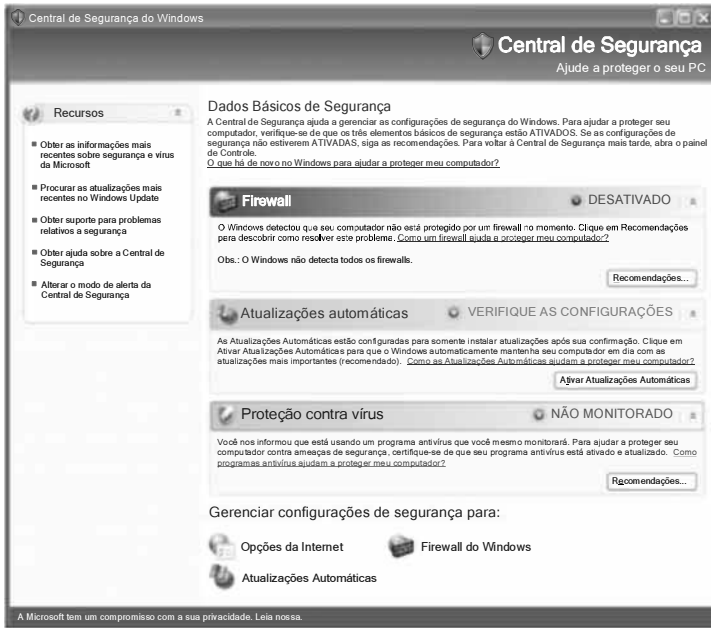 Central de Segurança do Windows
Central de Segurança
Ajude a proteger o seu PC
Recursos
Obter as informações mais
recentes sobre segurança e vírus
da Microsoft
Procurar as atualizações mais
recentes no Windows Update
Obter suporte para problemas
relativos a segurança
Obter ajuda sobre a Central de
Segurança
Alterar o modo de alerta da
Central de Segurança
Dados Básicos de Segurança
A Central de Segurança ajuda a gerenciar as configurações de segurança do Windows. Para ajudar a proteger seu
computador, verifique-se de que os três elementos básicos de segurança estão ATIVADOS. Se as configurações de
segurança não estiverem ATIVADAS, siga as recomendações. Para voltar à Central de Segurança mais tarde, abra o painel
de Controle.
O que há de novo no Windows para ajudar a proteger meu computador?
Firewall DESATIVADO
O Windows detectou que seu computador não está protegido por um firewall no momento. Clique em Recomendações
para descobrir como resolver este problema. Como um firewall ajuda a proteger meu computador?
Obs.: O Windows não detecta todos os firewalls.
Recomendações...
Atualizações automáticas VERIFIQUE AS CONFIGURAÇÕES
As Atualizações Automáticas estão configuradas para somente instalar atualizações após sua confirmação. Clique em
Ativar Atualizações Automáticas para que o Windows automaticamente mantenha seu computador em dia com as
atualizações mais importantes (recomendado). Como as Atualizações Automáticas ajudam a proteger meu computador?
Ativar Atualizações Automáticas
Proteção contra vírus NÃO MONITORADO
Você nos informou que está usando um programa antivírus que você mesmo monitorará. Para ajudar a proteger seu
computador contra ameaças de segurança, certifique-se de que seu programa antivírus está ativado e atualizado. Como
programas antivírus ajudam a proteger meu computador?
Recomendações...
Gerenciar configurações de segurança para:
Opções da Internet Firewall do Windows
Atualizações Automáticas
A Microsoft tem um compromisso com a sua privacidade. Leia nossa.